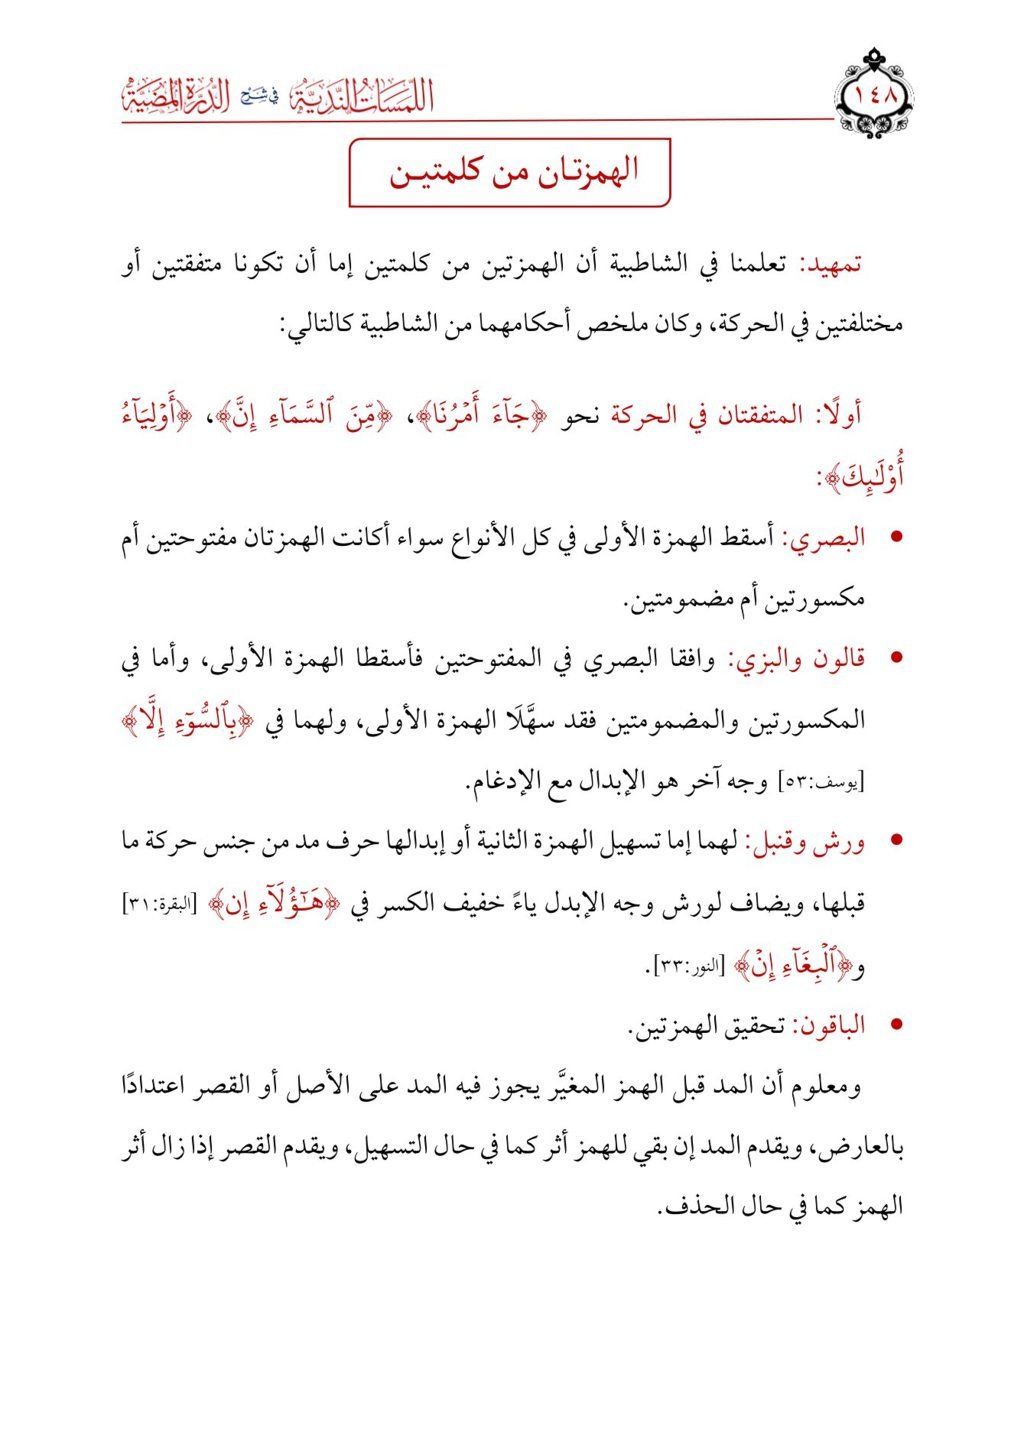 ١٤٨
اللمسات الندية في شرح الدرة المضية
الهمزتان من كلمتين
تمهيد: تعلمنا في الشاطبية أن الهمزتين من كلمتين إما أن تكونا متفقتين أو
مختلفتين في الحركة، وكان ملخص أحكامهما من الشاطبية كالتالي:
أولًا: المتفقتان في الحركة نحو ﴿جَآءَ أَمۡرُنَا﴾، ﴿مِّنَ ٱلسَّمَآءِ إِنَّ﴾، ﴿أَوۡلِيَآءُ
أُوْلَٰٓئِكَ﴾:
• البصري: أسقط الهمزة الأولى في كل الأنواع سواء أكانت الهمزتان مفتوحتين أم
مكسورتين أم مضمومتين.
• قالون والبزي: وافقا البصري في المفتوحتين فأسقطا الهمزة الأولى، وأما في
المكسورتين والمضمومتين فقد سهَّلَا الهمزة الأولى، ولهما في ﴿بِٱلسُّوٓءِ إِلَّا﴾
[يوسف:٥٣] وجه آخر هو الإبدال مع الإدغام.
• ورش وقنبل: لهما إما تسهيل الهمزة الثانية أو إبدالها حرف مد من جنس حركة ما
قبلها، ويضاف لورش وجه الإبدل ياءً خفيف الكسر في ﴿هَٰٓؤُلَآءِ إِن﴾ [البقرة:٣١]
و﴿ٱلۡبِغَآءِ إِنۡ﴾ [النور:٣٣].
• الباقون: تحقيق الهمزتين.
ومعلوم أن المد قبل الهمز المغيَّر يجوز فيه المد على الأصل أو القصر اعتدادًا
بالعارض، ويقدم المد إن بقي للهمز أثر كما في حال التسهيل، ويقدم القصر إذا زال أثر
الهمز كما في حال الحذف.